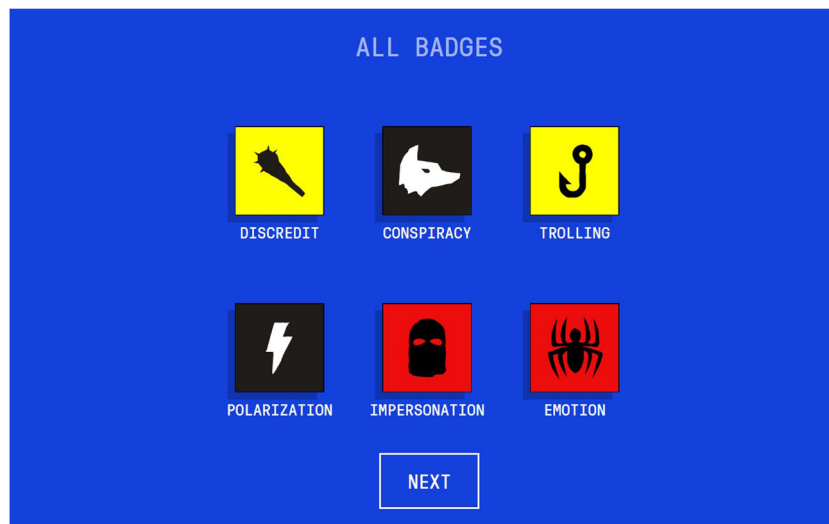 ALL BADGES
DISCREDIT
CONSPIRACY
TROLLING
POLARIZATION
IMPERSONATION
EMOTION
NEXT